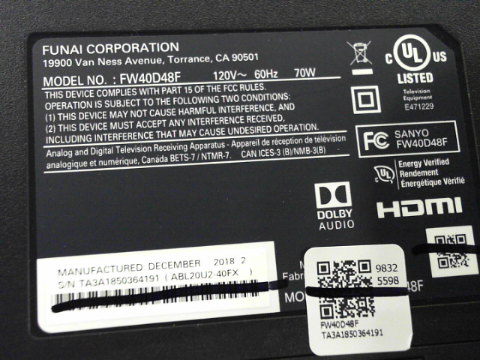 FUNAI CORPORATION
19900 Van Ness Avenue, Torrance, CA 90501
MODEL NO. : FW40D48F 120V~ 60Hz 70W
THIS DEVICE COMPLIES WITH PART 15 OF THE FCC RULES.
OPERATION IS SUBJECT TO THE FOLLOWING TWO CONDITIONS:
(1) THIS DEVICE MAY NOT CAUSE HARMFUL INTERFERENCE, AND
(2) THIS DEVICE MUST ACCEPT ANY INTERFERENCE RECEIVED,
INCLUDING INTERFERENCE THAT MAY CAUSE UNDESIRED OPERATION.
Analog and Digital Television Receiving Apparatus - Appareil de réception de télévision
analogique et numérique, Canada BETS-7 / NTMR-7. CAN ICES-3 (B)/NMB-3(B)
C UL US
LISTED
Television
Equipment
E471229
FC SANYO
FW40D48F
Energy Verified
Rendement
Énergétique Vérifié
DOLBY
AUDIO
HDMI
MANUFACTURED DECEMBER 2018 2
S/N TA3A1850364191 ( ABL20U2-40FX )
9832
5598
FW40D48F
TA3A1850364191
48F